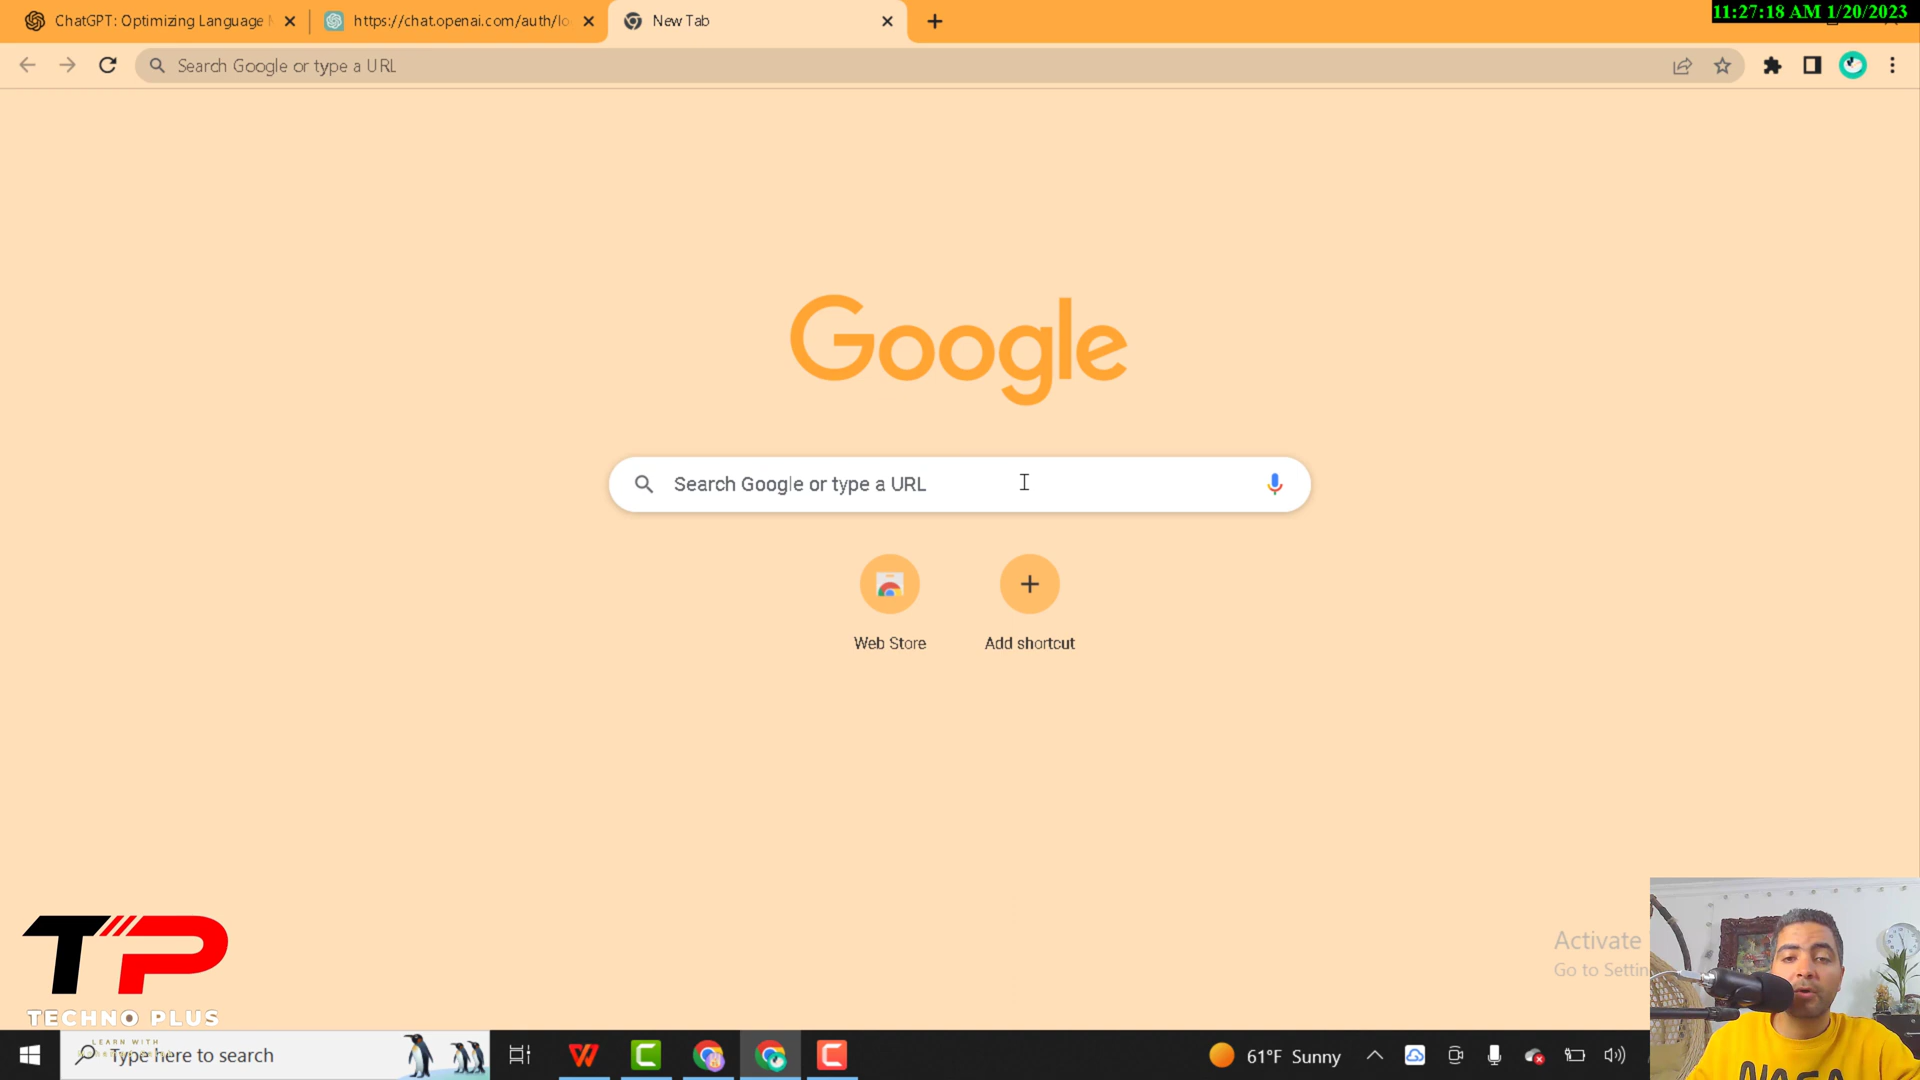 ChatGPT: Optimizing Language
https://chat.openai.com/auth/lo
New Tab
11:27:18 AM 1/20/2023
Search Google or type a URL
Google
Search Google or type a URL
Web Store
Add shortcut
Activate
Go to Settin
TP
TECHNO PLUS
LEARN WITH
Type here to search
61°F Sunny